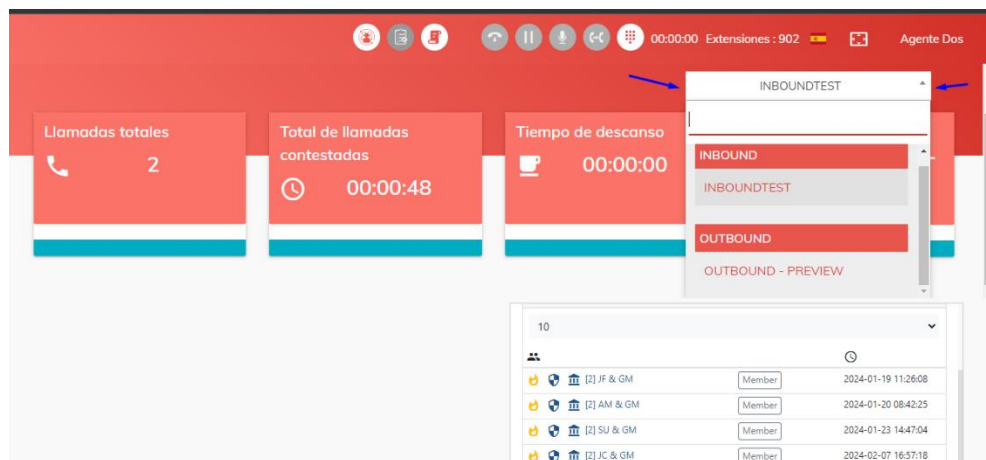 00:00:00 Extensiones : 902 Agente Dos
INBOUNDTEST
Llamadas totales
2
Total de llamadas
contestadas
00:00:48
Tiempo de descanso
00:00:00
INBOUND
INBOUNDTEST
OUTBOUND
OUTBOUND - PREVIEW
10
[2] JF & GM Member 2024-01-19 11:26:08
[2] AM & GM Member 2024-01-20 08:42:25
[2] SU & GM Member 2024-01-23 14:47:04
[2] JC & GM Member 2024-02-07 16:57:18